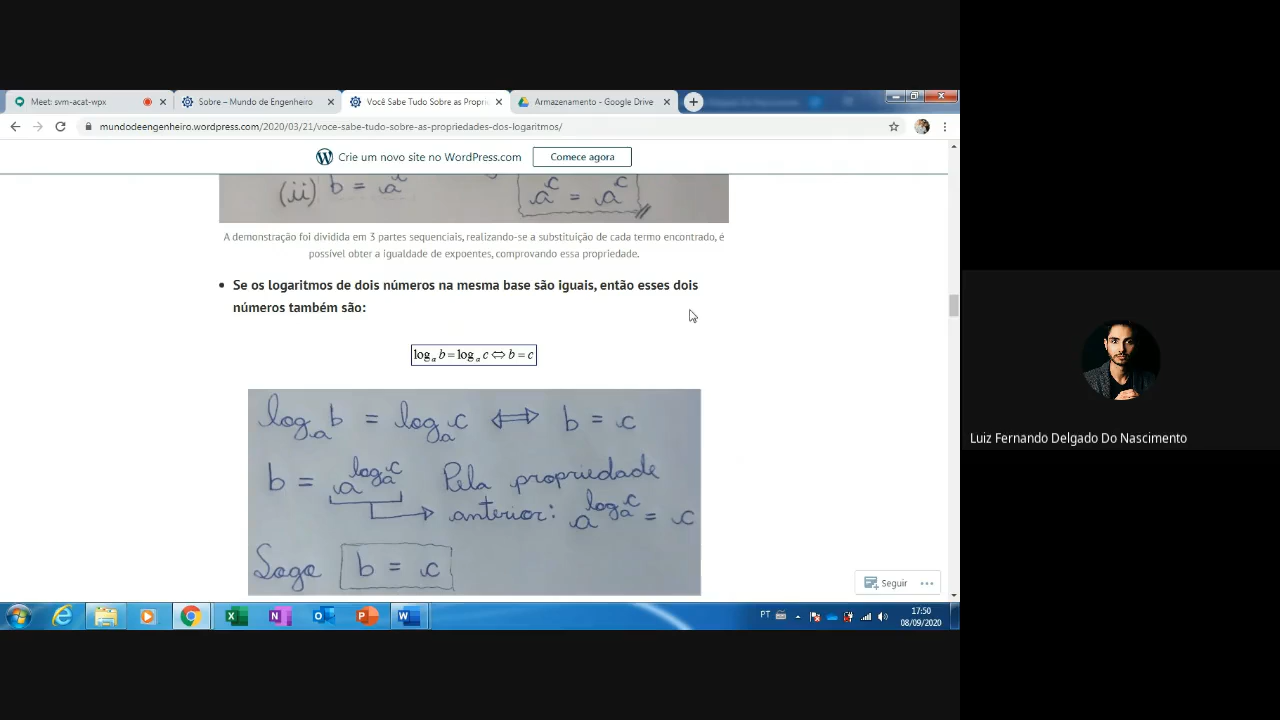 Meet: svm-acat-wpx
Sobre – Mundo de Engenheiro
Você Sabe Tudo Sobre as Propri
Armazenamento - Google Drive
mundodeengenheiro.wordpress.com/2020/03/21/voce-sabe-tudo-sobre-as-propriedades-dos-logaritmos/
Crie um novo site no WordPress.com
Comece agora
(ii) b = a^c
a^c = a^c
A demonstração foi dividida em 3 partes sequenciais, realizando-se a substituição de cada termo encontrado, é
possível obter a igualdade de expoentes, comprovando essa propriedade.
• Se os logaritmos de dois números na mesma base são iguais, então esses dois
números também são:
log_a b = log_a c ⇔ b = c
log_a b = log_a c ⇔ b = c
b = a^(log_a c) Pela propriedade
anterior: a^(log_a c) = c
Logo b = c
Seguir
PT
17:50
08/09/2020
Luiz Fernando Delgado Do Nascimento